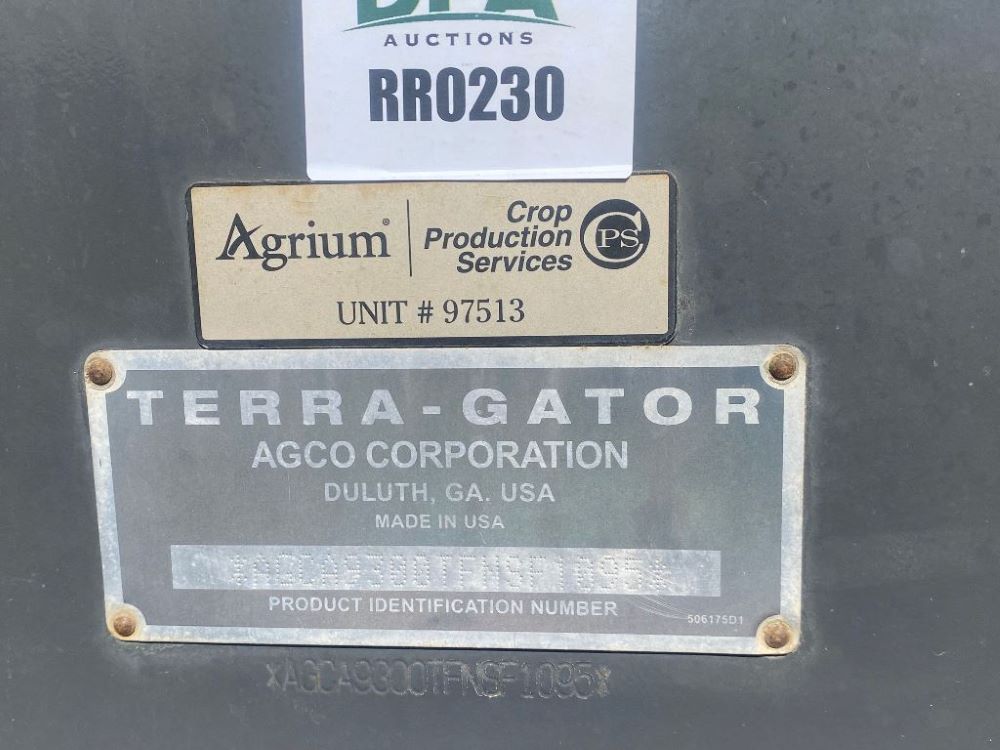 AUCTIONS
RR0230
Agrium®
Crop
Production
Services
CPS
UNIT # 97513
TERRA-GATOR
AGCO CORPORATION
DULUTH, GA. USA
MADE IN USA
*AGCA9300TFNSF1095*
PRODUCT IDENTIFICATION NUMBER
506175D1
*AGCA9300TFNSF1095*